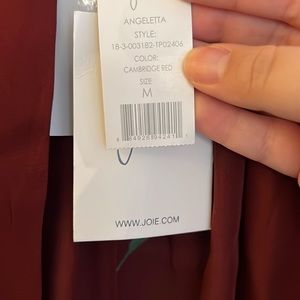 ANGELETTA
STYLE:
18-3-003182-TP02406
COLOR:
CAMBRIDGE RED
SIZE:
M
WWW.JOIE.COM